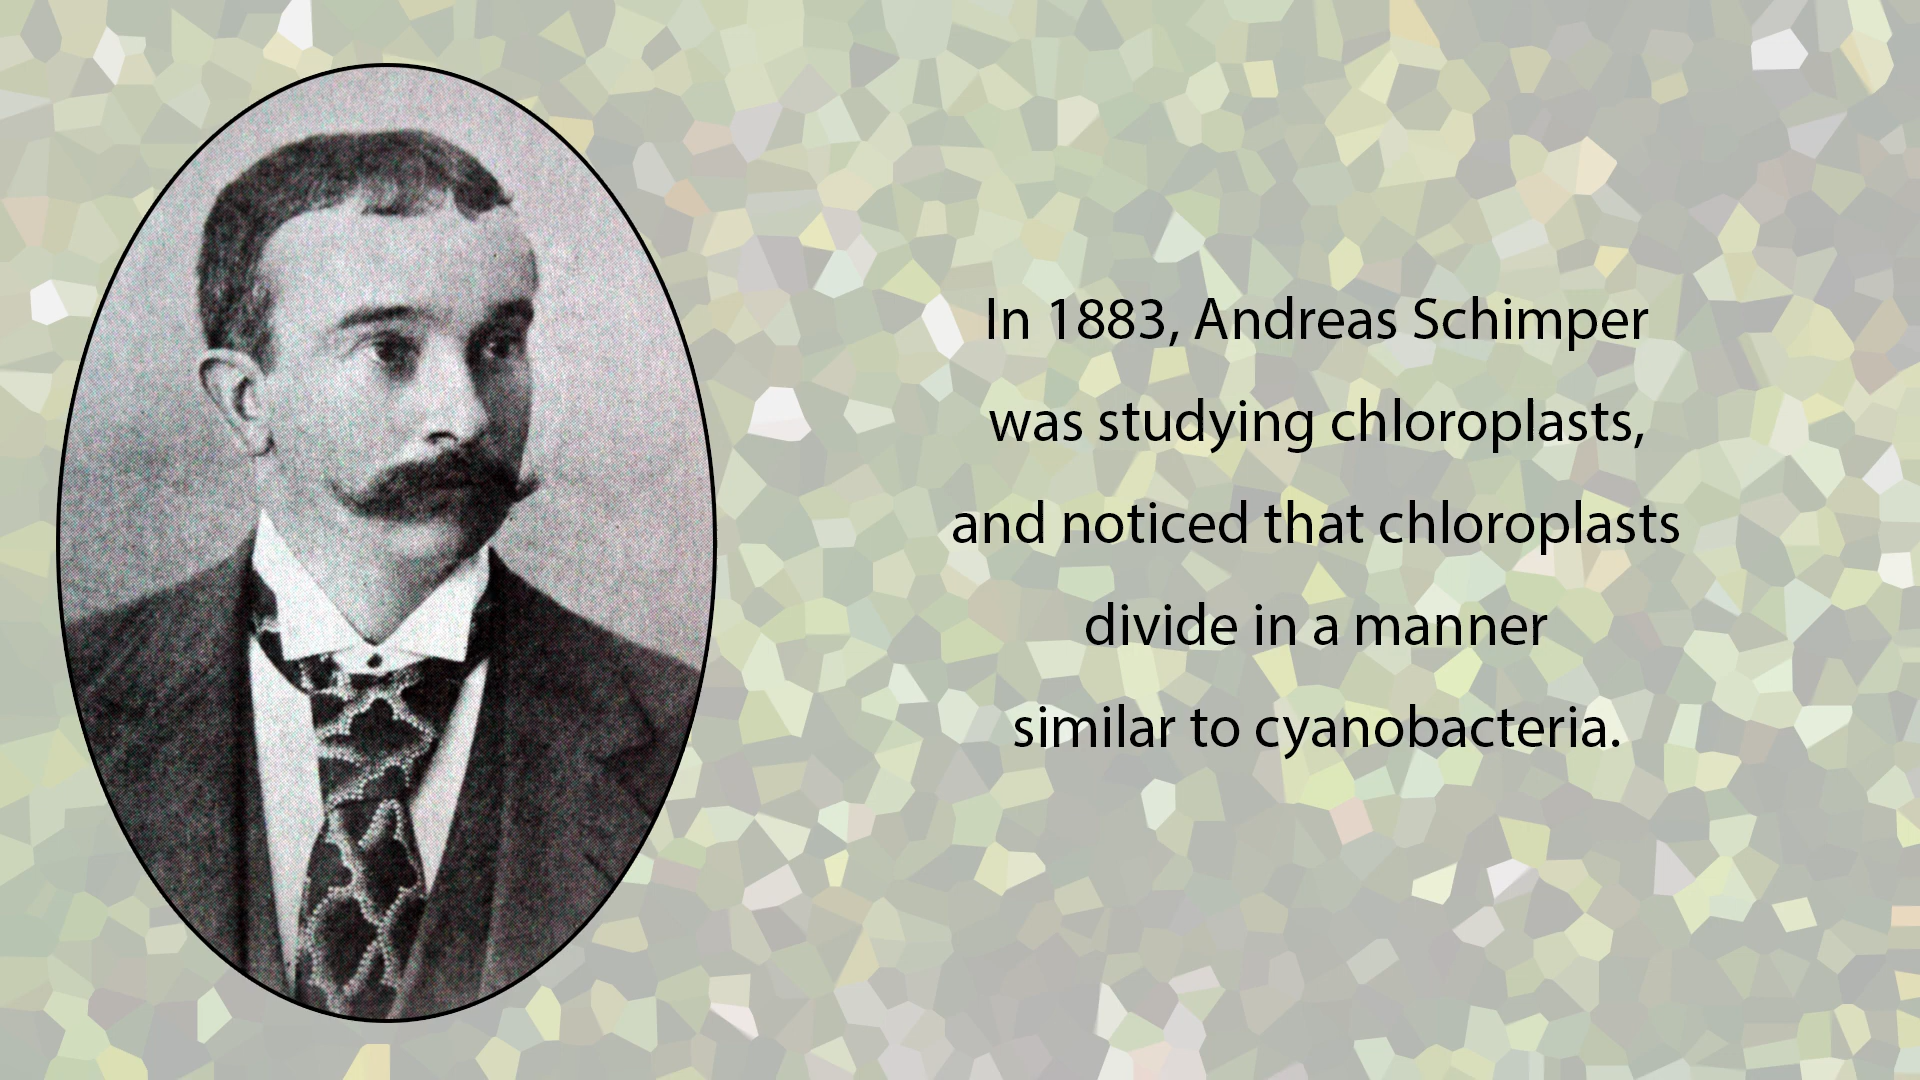 In 1883, Andreas Schimper
was studying chloroplasts,
and noticed that chloroplasts
divide in a manner
similar to cyanobacteria.